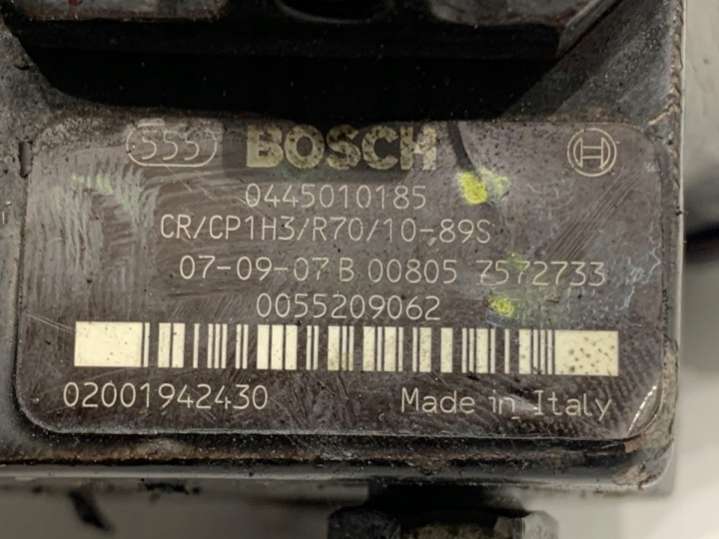 555 BOSCH
0445010185
CR/CP1H3/R70/10-89S
07-09-07 B 00805 7572733
0055209062
02001942430 Made in Italy